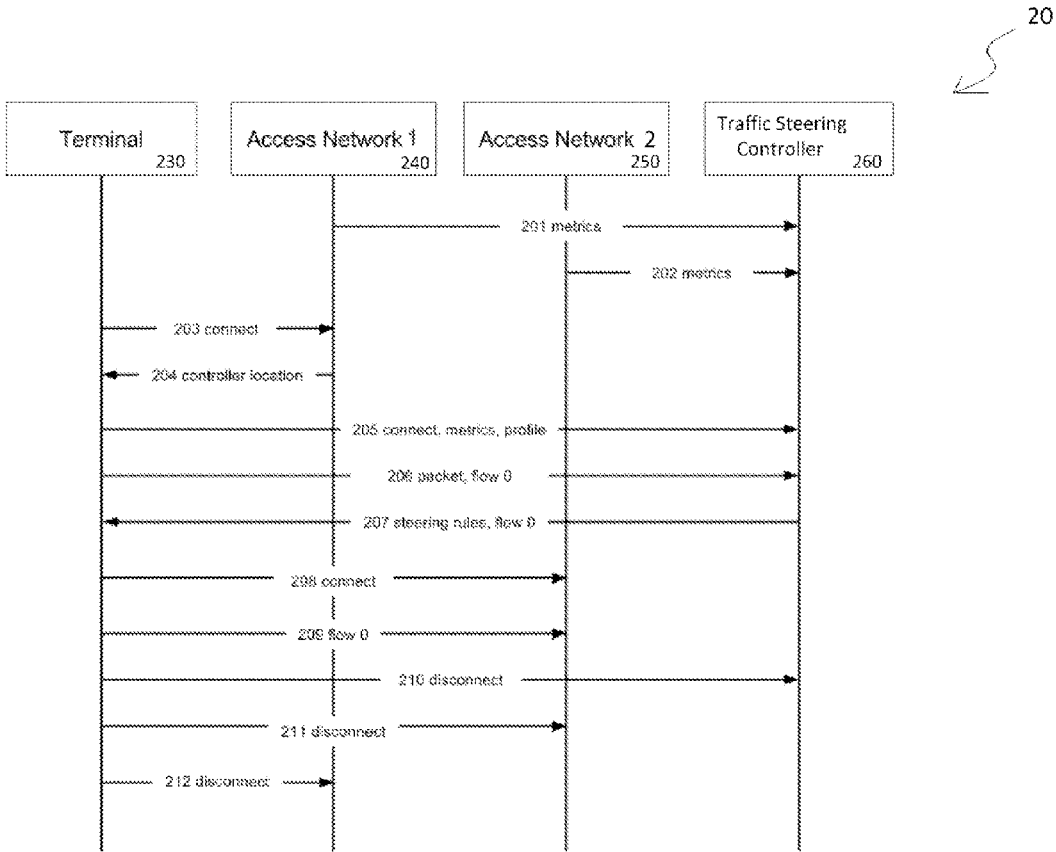 20
Terminal
230
Access Network 1
240
Access Network 2
250
Traffic Steering
Controller
260
201 metrics
202 metrics
203 connect
204 controller location
205 connect, metrics, profile
206 packet, flow 0
207 steering rules, flow 0
208 connect
209 flow 0
210 disconnect
211 disconnect
212 disconnect